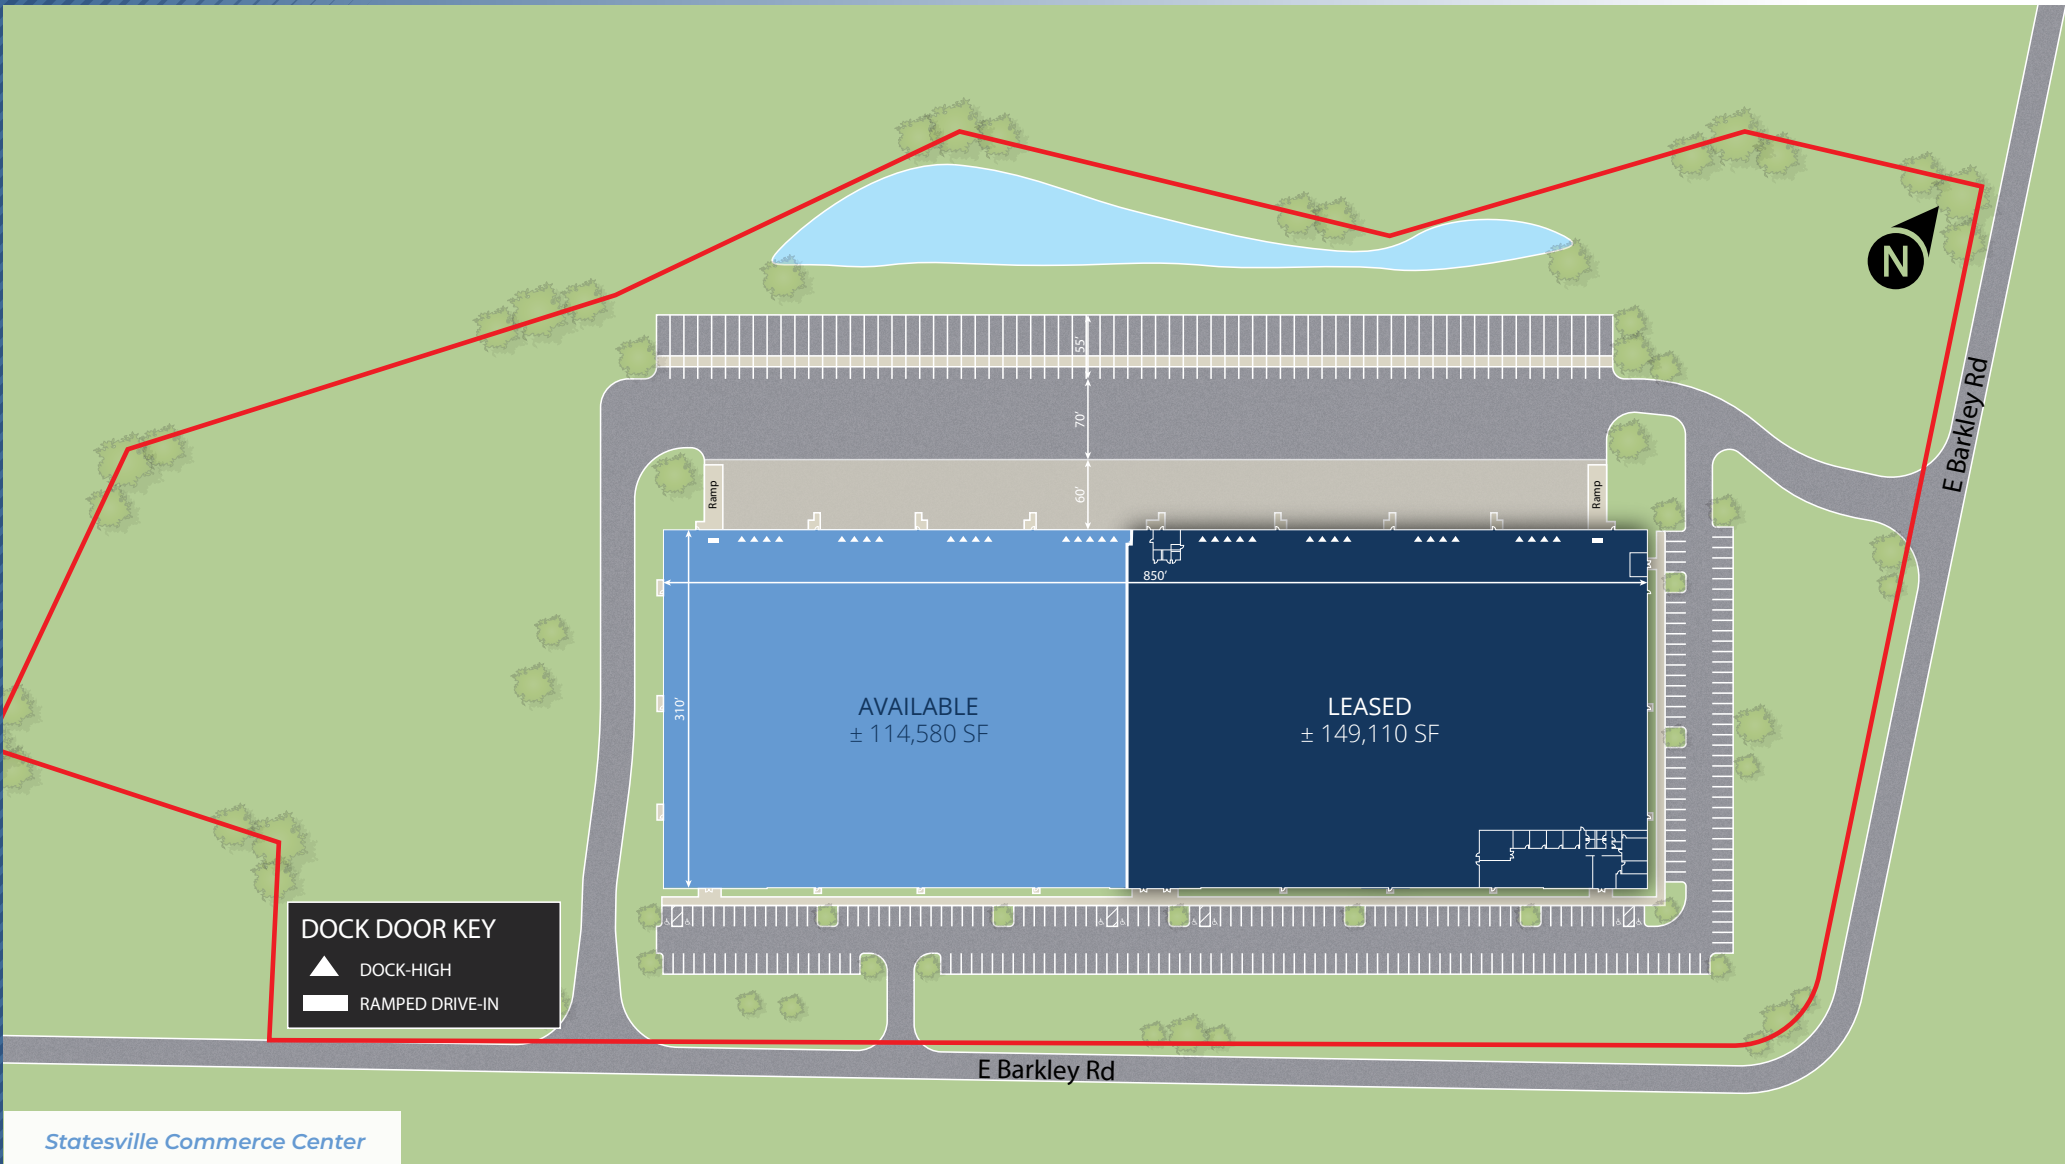 N
55'
E Barkley Rd
70'
Ramp
60'
Ramp
850'
310'
AVAILABLE
± 114,580 SF
LEASED
± 149,110 SF
DOCK DOOR KEY
DOCK-HIGH
RAMPED DRIVE-IN
E Barkley Rd
Statesville Commerce Center